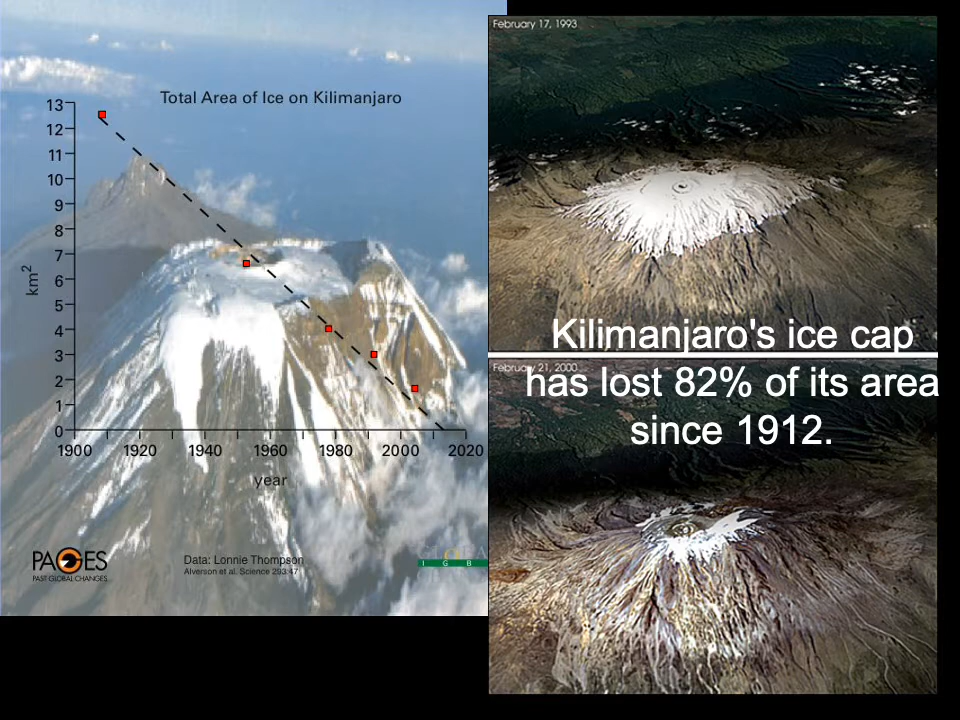 Total Area of Ice on Kilimanjaro
13
12
11
10
9
8
7
6
5
4
3
2
1
0
km2
1900 1920 1940 1960 1980 2000 2020
year
PAGES
PAST GLOBAL CHANGES
Data: Lonnie Thompson
Alverson et al. Science 293:47
I G B
February 17, 1993
Kilimanjaro's ice cap
February 21, 2000
has lost 82% of its area
since 1912.